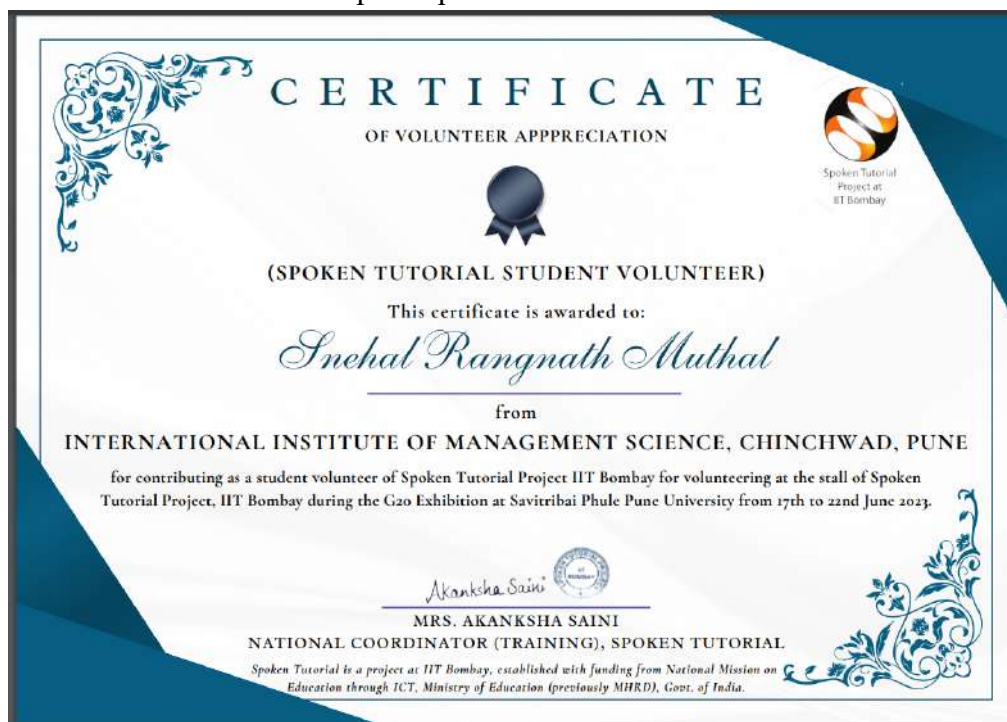 CERTIFICATE
OF VOLUNTEER APPPRECIATION
Spoken Tutorial
Project at
IIT Bombay
(SPOKEN TUTORIAL STUDENT VOLUNTEER)
This certificate is awarded to:
Snehal Rangnath Muthal
from
INTERNATIONAL INSTITUTE OF MANAGEMENT SCIENCE, CHINCHWAD, PUNE
for contributing as a student volunteer of Spoken Tutorial Project IIT Bombay for volunteering at the stall of Spoken
Tutorial Project, IIT Bombay during the G20 Exhibition at Savitribai Phule Pune University from 17th to 22nd June 2023.
Akanksha Saini
MRS. AKANKSHA SAINI
NATIONAL COORDINATOR (TRAINING), SPOKEN TUTORIAL
Spoken Tutorial is a project at IIT Bombay, established with funding from National Mission on
Education through ICT, Ministry of Education (previously MHRD), Govt. of India.